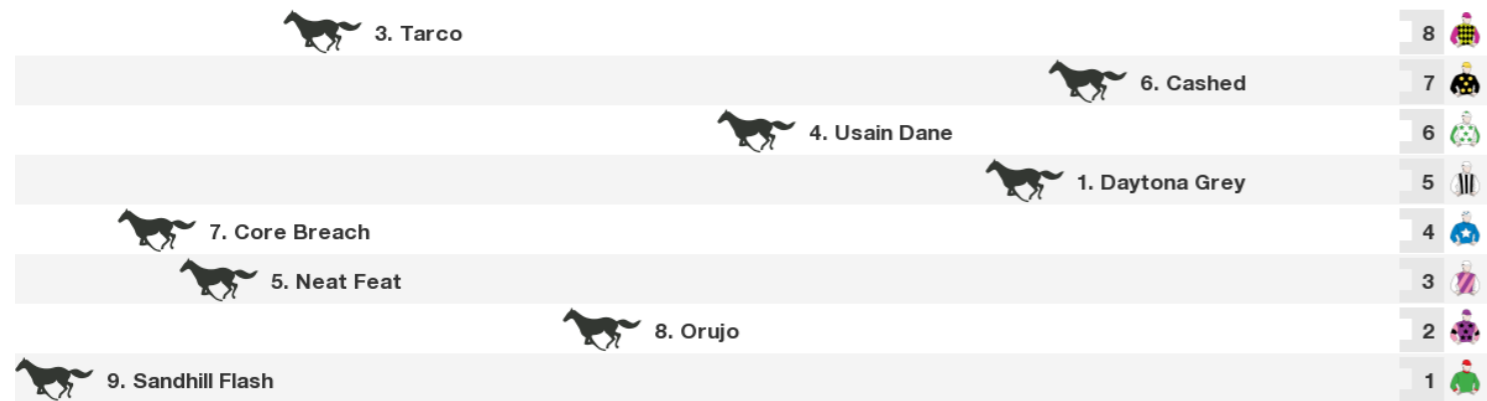 3. Tarco 8
6. Cashed 7
4. Usain Dane 6
1. Daytona Grey 5
7. Core Breach 4
5. Neat Feat 3
8. Orujo 2
9. Sandhill Flash 1